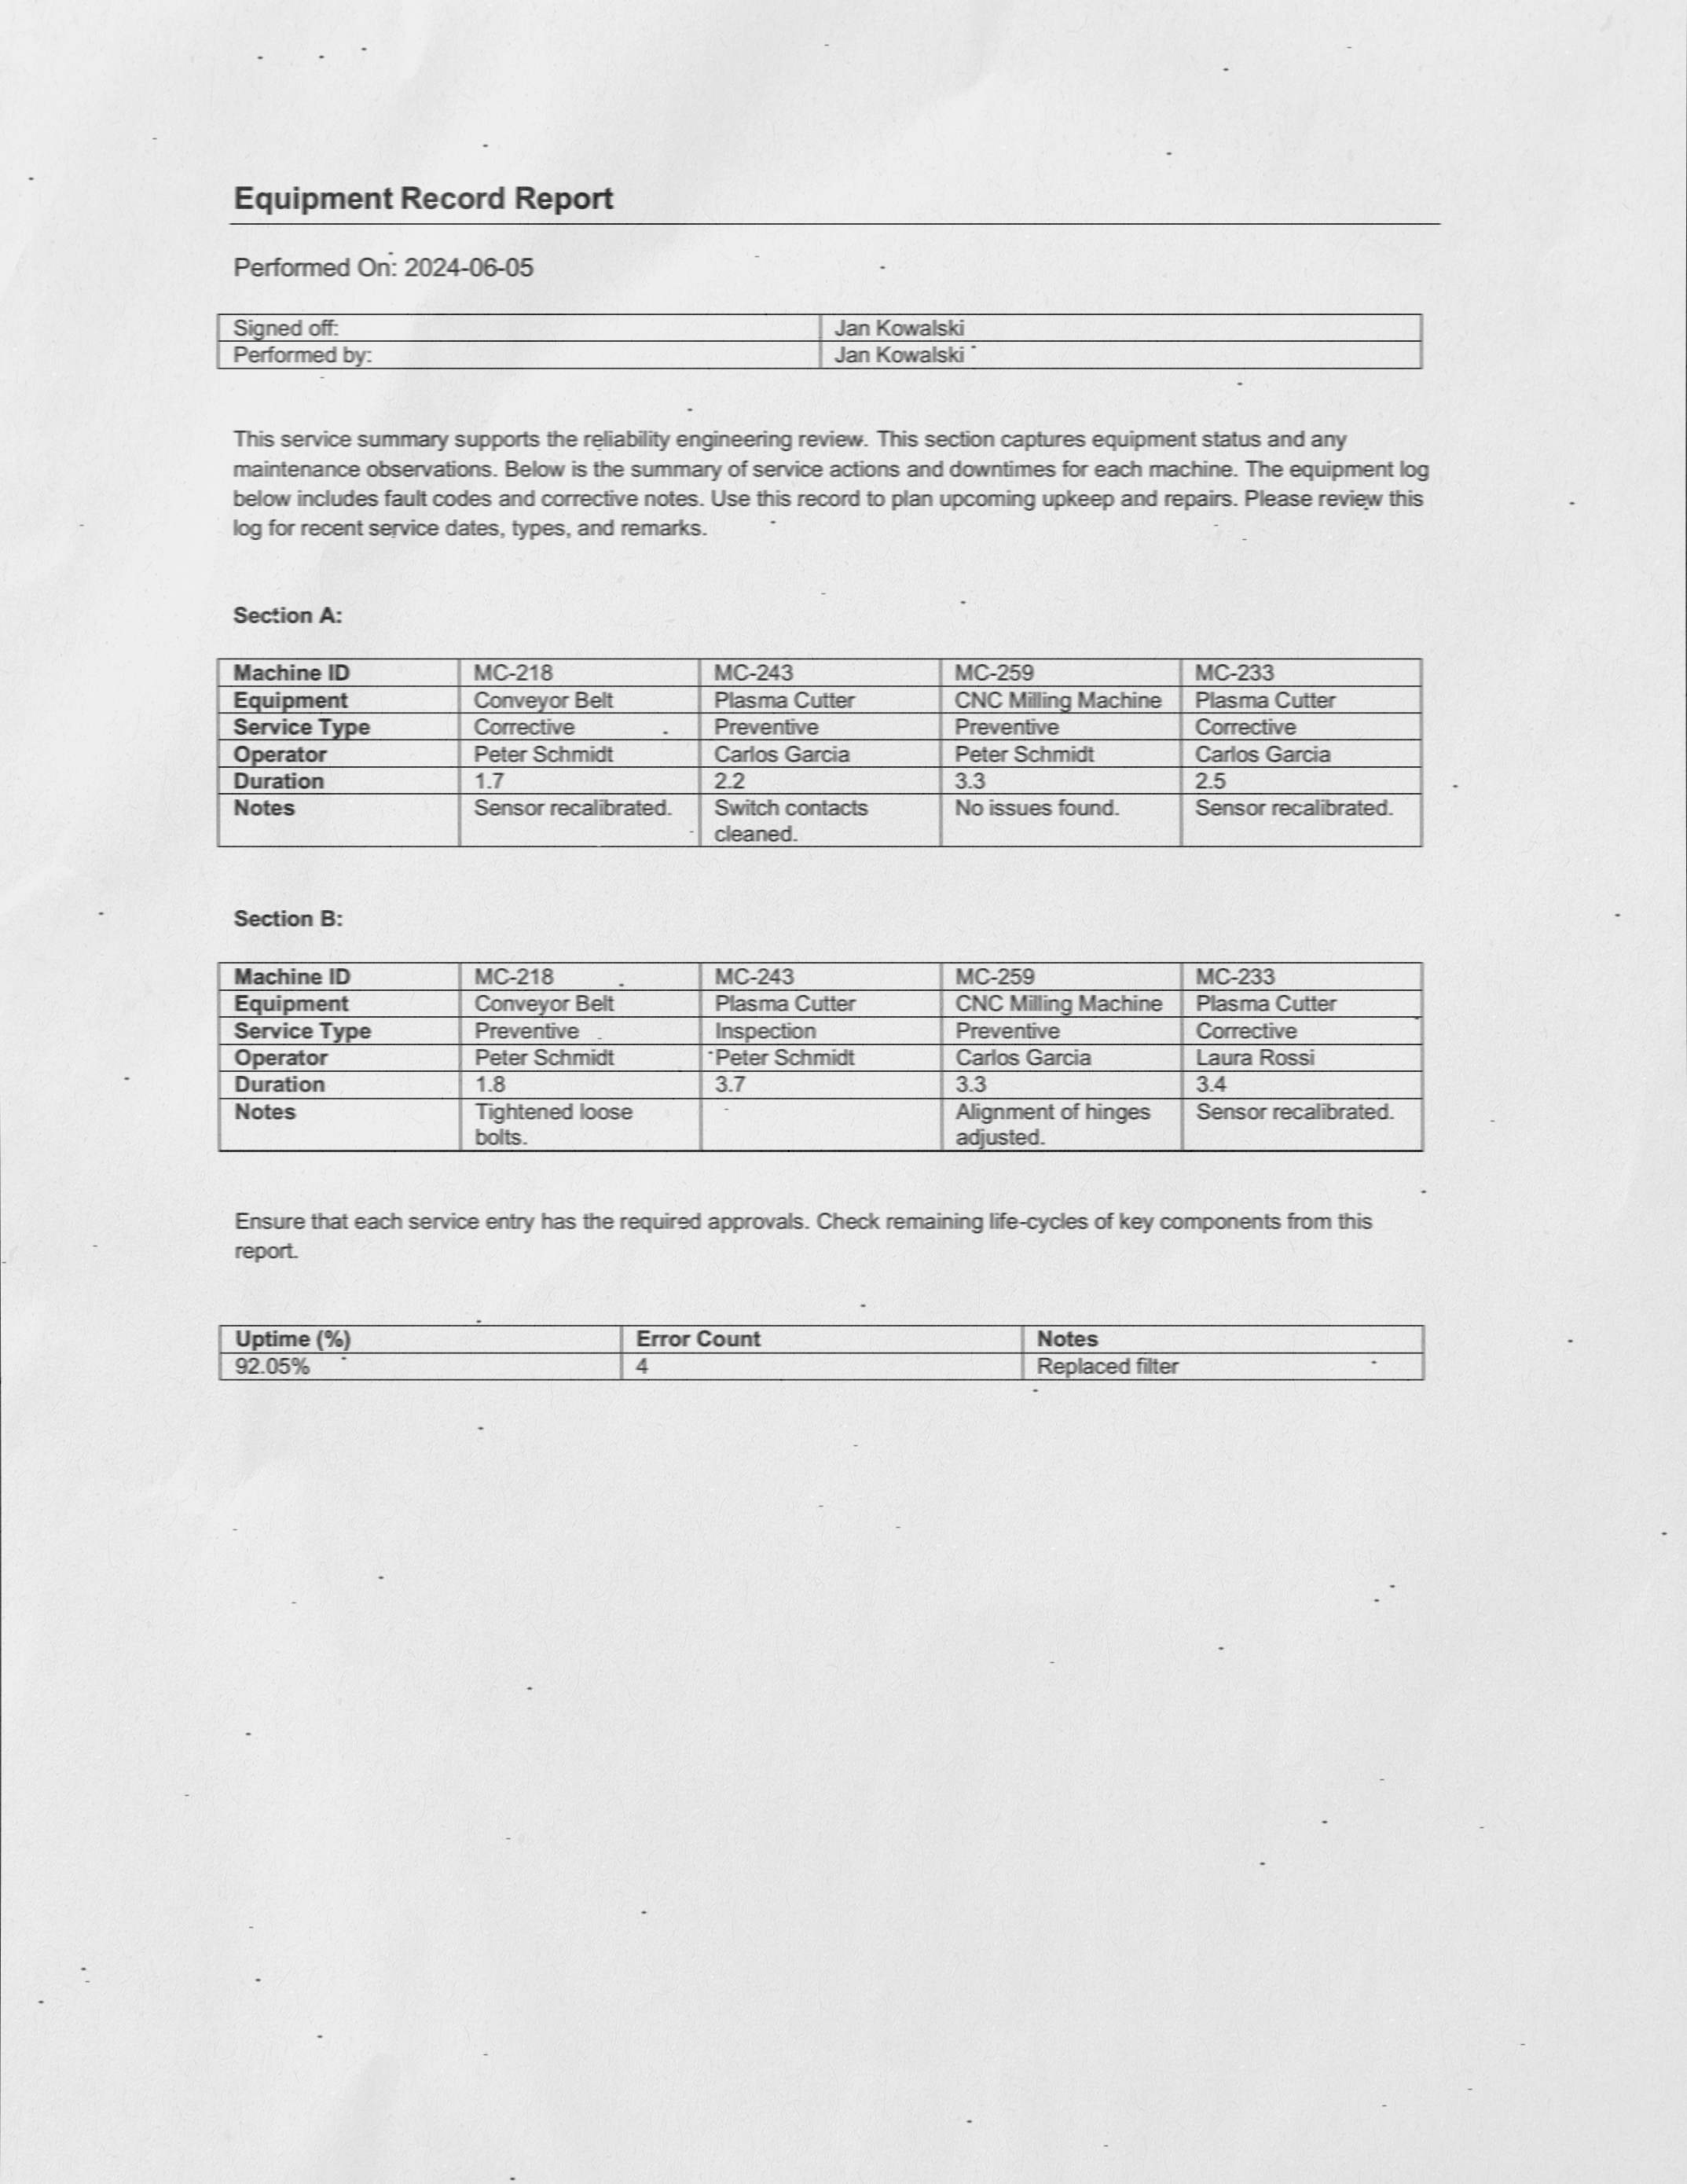 Equipment Record Report
Performed On: 2024-06-05
Signed off: Jan Kowalski
Performed by: Jan Kowalski
This service summary supports the reliability engineering review. This section captures equipment status and any
maintenance observations. Below is the summary of service actions and downtimes for each machine. The equipment log
below includes fault codes and corrective notes. Use this record to plan upcoming upkeep and repairs. Please review this
log for recent service dates, types, and remarks.
Section A:
Machine ID MC-218 MC-243 MC-259 MC-233
Equipment Conveyor Belt Plasma Cutter CNC Milling Machine Plasma Cutter
Service Type Corrective Preventive Preventive Corrective
Operator Peter Schmidt Carlos Garcia Peter Schmidt Carlos Garcia
Duration 1.7 2.2 3.3 2.5
Notes Sensor recalibrated. Switch contacts No issues found. Sensor recalibrated.
cleaned.
Section B:
Machine ID MC-218 MC-243 MC-259 MC-233
Equipment Conveyor Belt Plasma Cutter CNC Milling Machine Plasma Cutter
Service Type Preventive Inspection Preventive Corrective
Operator Peter Schmidt Peter Schmidt Carlos Garcia Laura Rossi
Duration 1.8 3.7 3.3 3.4
Notes Tightened loose Alignment of hinges Sensor recalibrated.
bolts. adjusted.
Ensure that each service entry has the required approvals. Check remaining life-cycles of key components from this
report.
Uptime (%) Error Count Notes
92.05% 4 Replaced filter